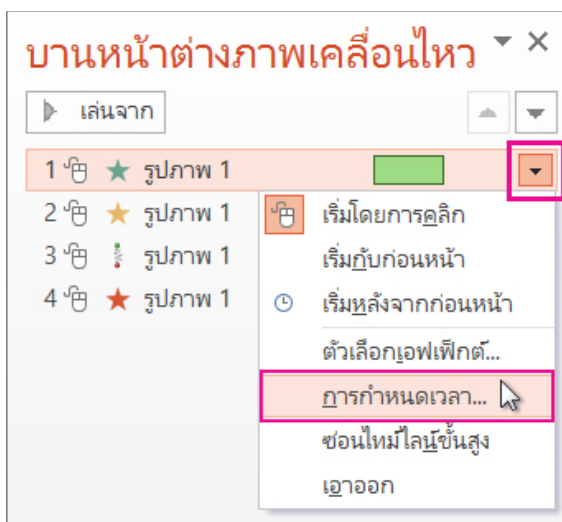 บานหน้าต่างภาพเคลื่อนไหว
เล่นจาก
1 รูปภาพ 1
2 รูปภาพ 1
3 รูปภาพ 1
4 รูปภาพ 1
เริ่มโดยการคลิก
เริ่มกับก่อนหน้า
เริ่มหลังจากก่อนหน้า
ตัวเลือกเอฟเฟ็กต์...
การกำหนดเวลา...
ซ่อนไทม์ไลน์ขั้นสูง
เอาออก